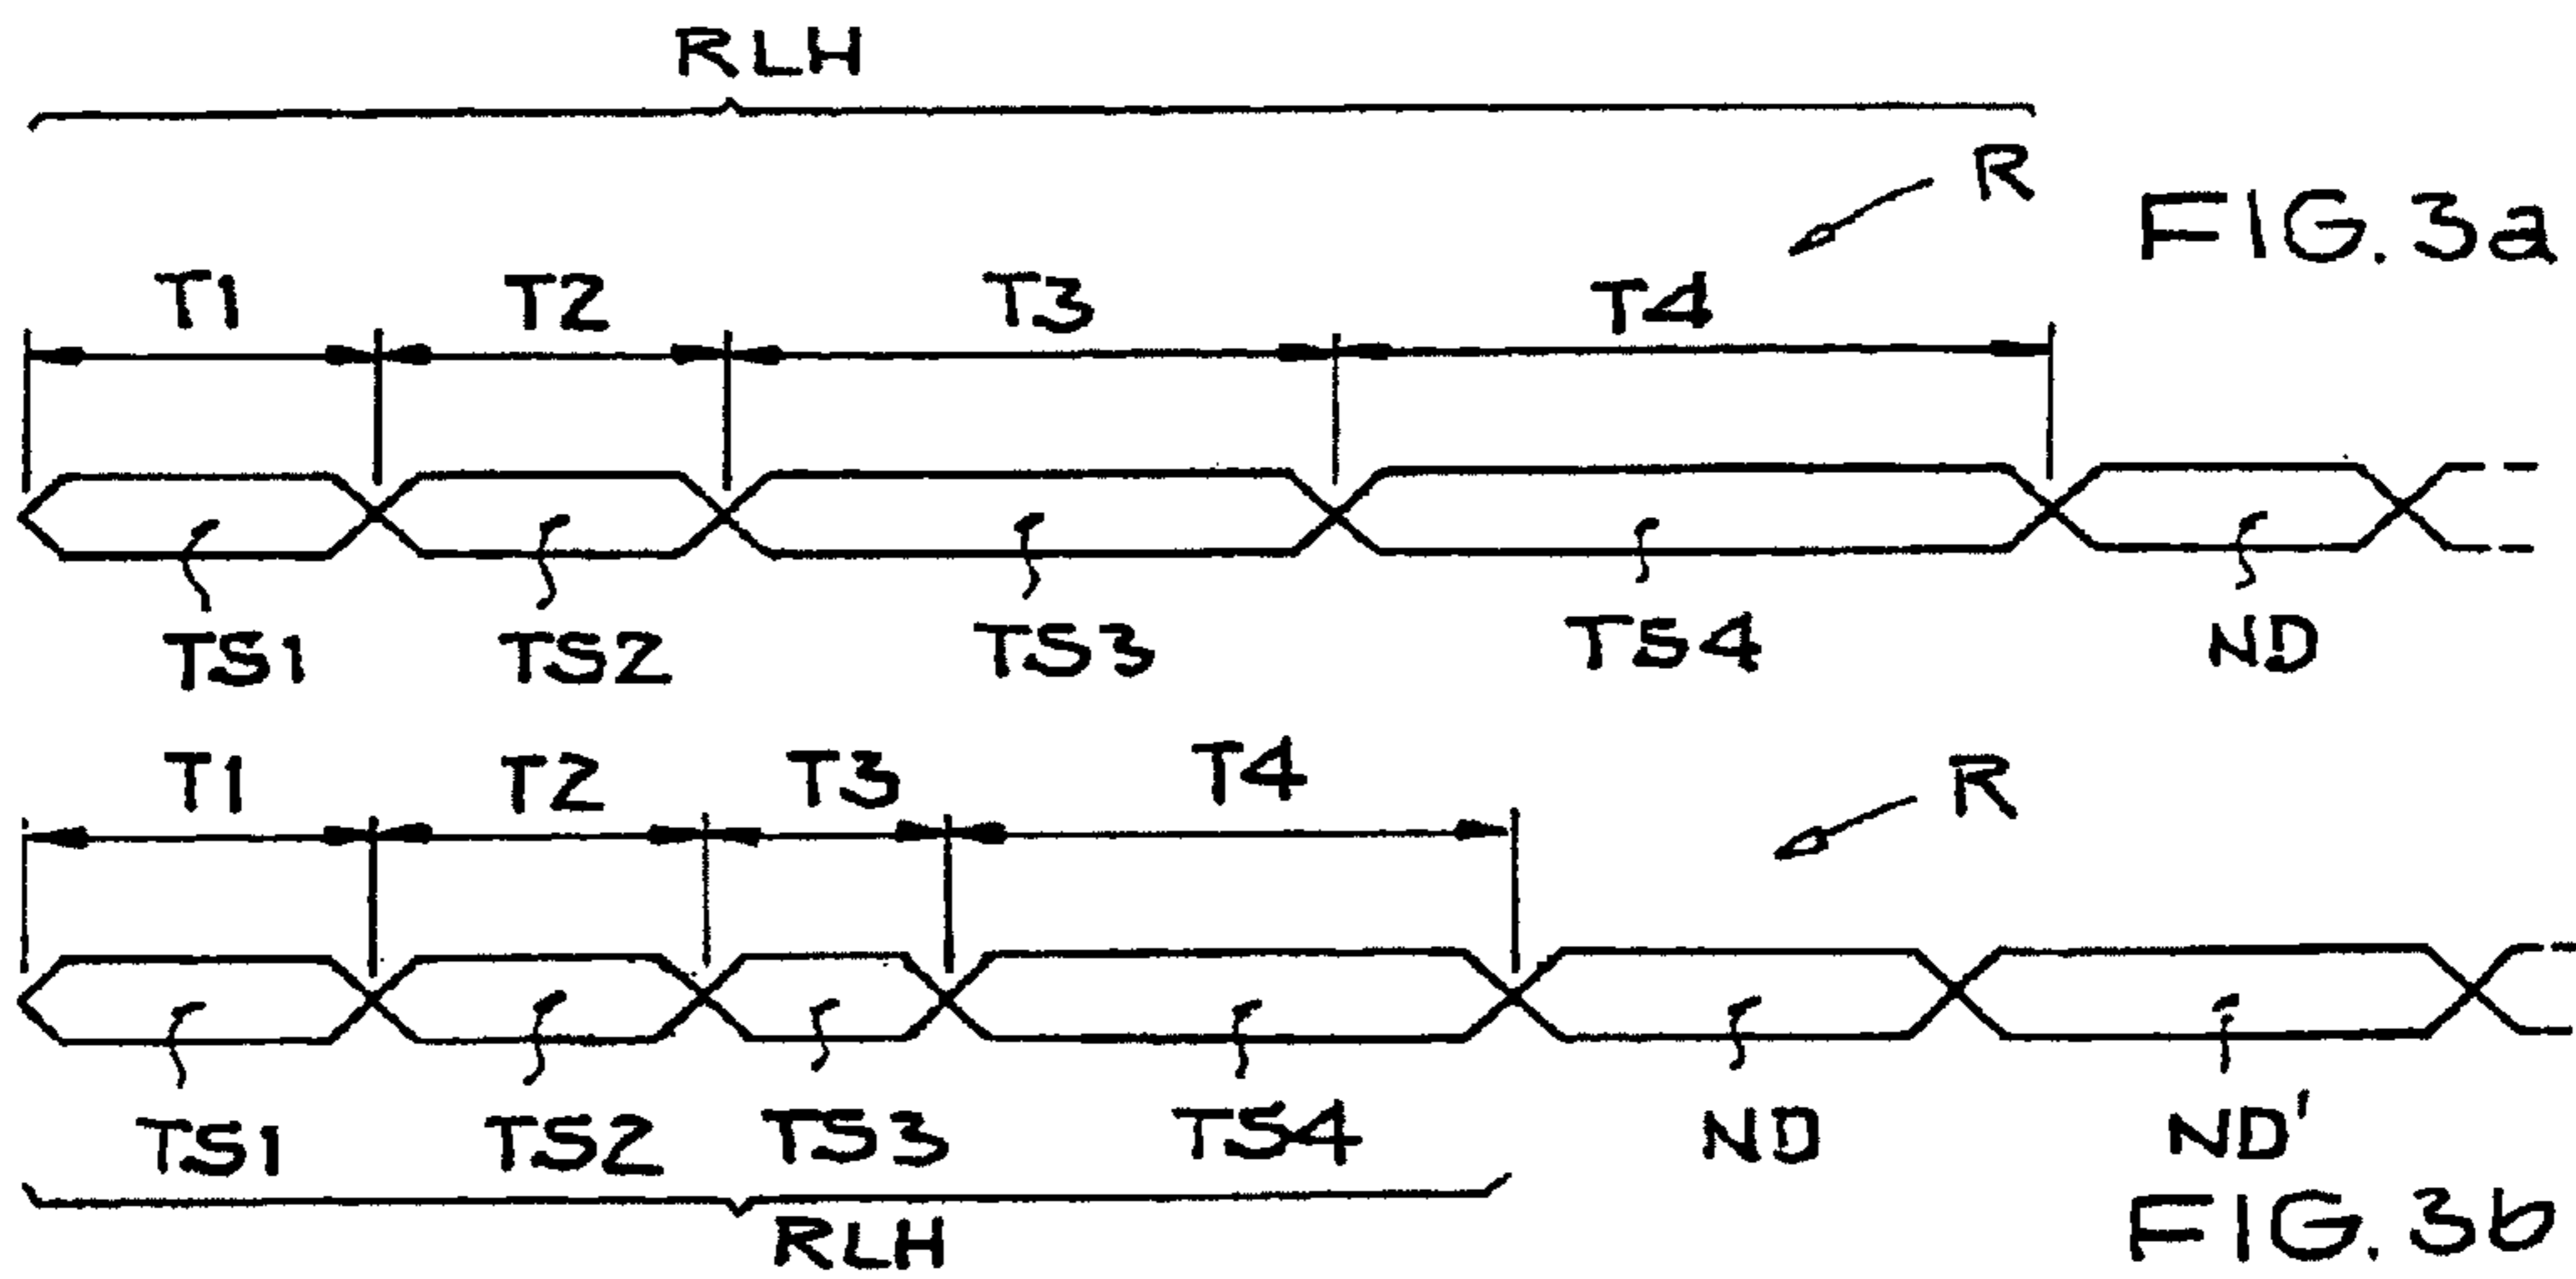 RLH
R
FIG. 3a
T1 T2 T3 T4
TS1 TS2 TS3 TS4 ND
T1 T2 T3 T4 R
TS1 TS2 TS3 TS4 ND ND'
RLH
FIG. 3b